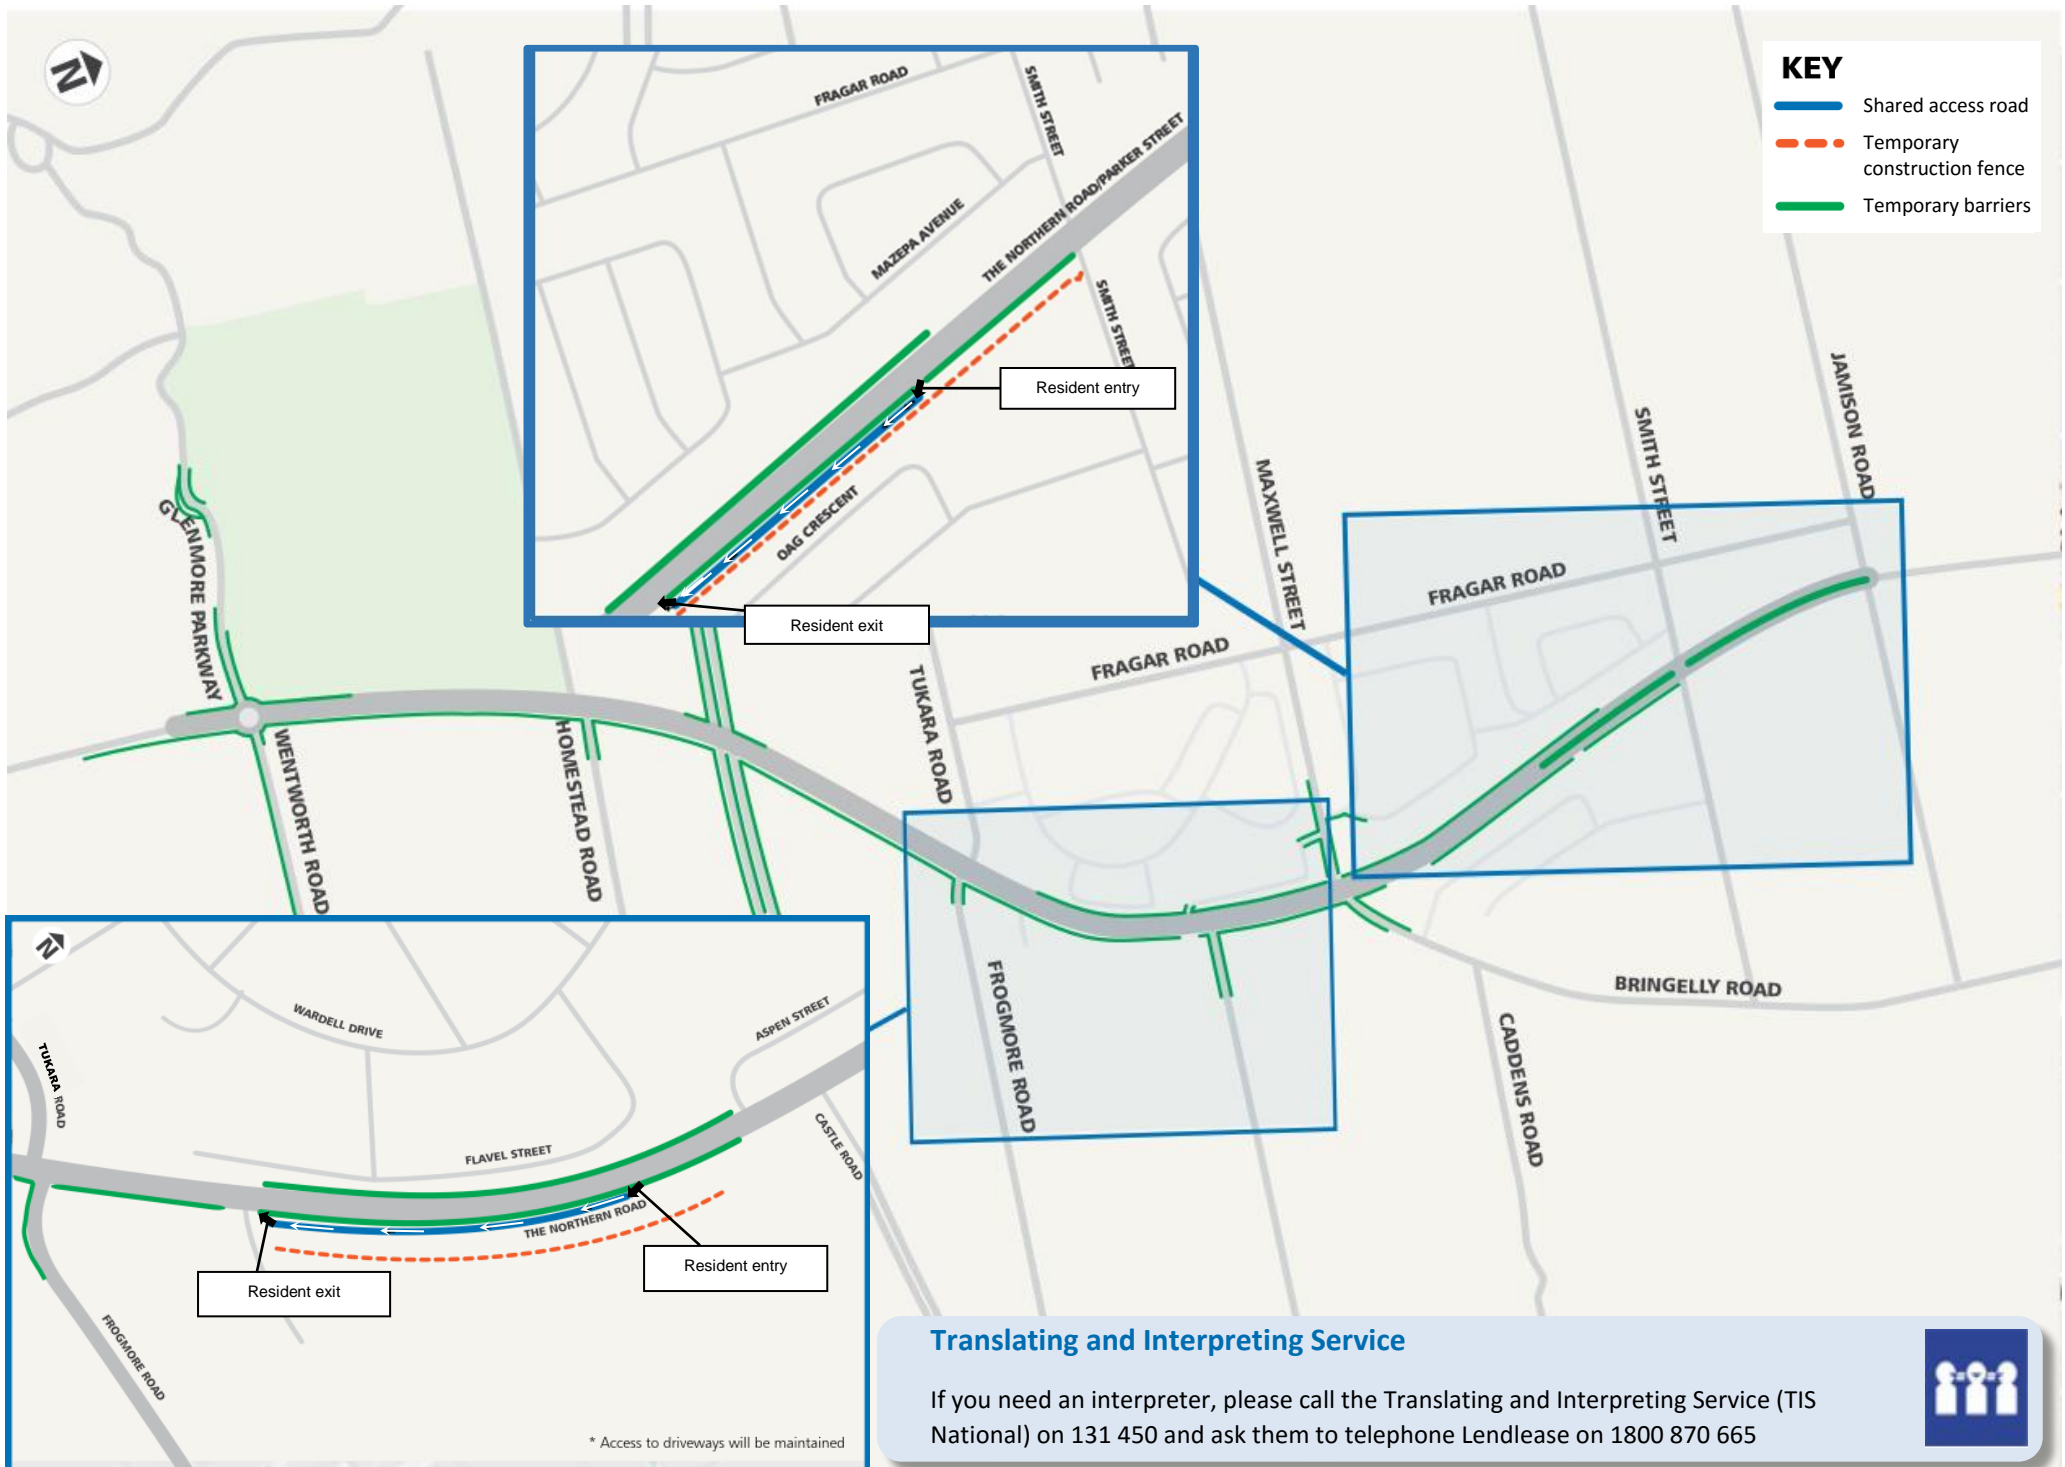 N
FRAGAR ROAD
SMITH STREET
MAZEPA AVENUE
THE NORTHERN ROAD/PARKER STREET
SMITH STREET
Resident entry
OAG CRESCENT
Resident exit
KEY
Shared access road
Temporary
construction fence
Temporary barriers
GLENMORE PARKWAY
WENTWORTH ROAD
HOMESTEAD ROAD
TUKARA ROAD
FRAGAR ROAD
MAXWELL STREET
FRAGAR ROAD
SMITH STREET
JAMISON ROAD
FROGMORE ROAD
BRINGELLY ROAD
CADDENS ROAD
N
WARDELL DRIVE
TUKARA ROAD
ASPEN STREET
CASTLE ROAD
FLAVEL STREET
THE NORTHERN ROAD
Resident entry
Resident exit
FROGMORE ROAD
* Access to driveways will be maintained
Translating and Interpreting Service
If you need an interpreter, please call the Translating and Interpreting Service (TIS
National) on 131 450 and ask them to telephone Lendlease on 1800 870 665